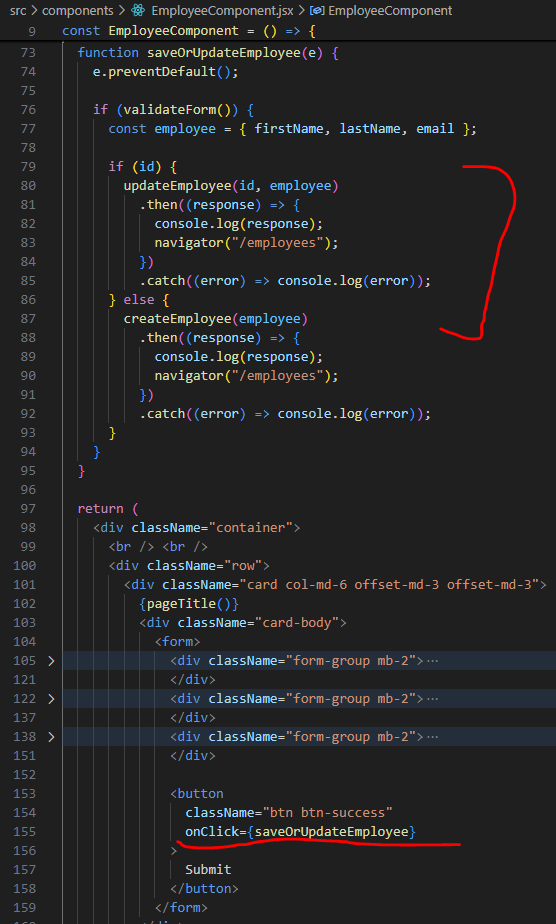 src > components > EmployeeComponent.jsx > EmployeeComponent
9 const EmployeeComponent = () => {
73 function saveOrUpdateEmployee(e) {
74 e.preventDefault();
75
76 if (validateForm()) {
77 const employee = { firstName, lastName, email };
78
79 if (id) {
80 updateEmployee(id, employee)
81 .then((response) => {
82 console.log(response);
83 navigator("/employees");
84 })
85 .catch((error) => console.log(error));
86 } else {
87 createEmployee(employee)
88 .then((response) => {
89 console.log(response);
90 navigator("/employees");
91 })
92 .catch((error) => console.log(error));
93 }
94 }
95 }
96
97 return (
98 <div className="container">
99 <br /> <br />
100 <div className="row">
101 <div className="card col-md-6 offset-md-3 offset-md-3">
102 {pageTitle()}
103 <div className="card-body">
104 <form>
105 > <div className="form-group mb-2">⋯
121 </div>
122 > <div className="form-group mb-2">⋯
137 </div>
138 > <div className="form-group mb-2">⋯
151 </div>
152
153 <button
154 className="btn btn-success"
155 onClick={saveOrUpdateEmployee}
156 >
157 Submit
158 </button>
159 </form>